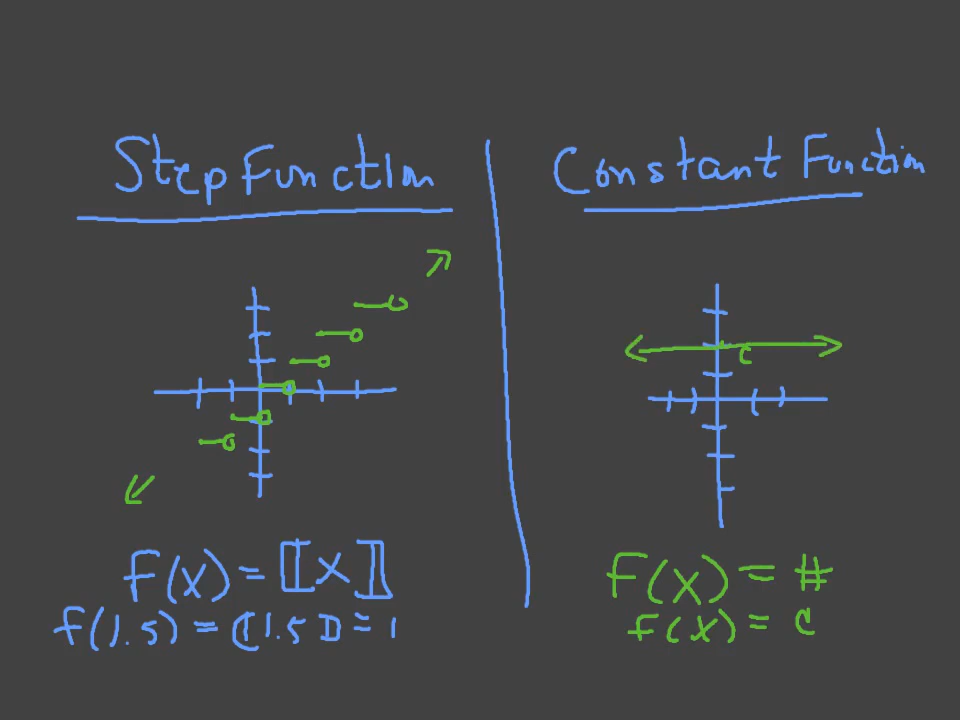 Step Function
f(x) = ⟦x⟧
f(1.5) = ⟦1.5⟧ = 1
Constant Function
c
f(x) = #
f(x) = c